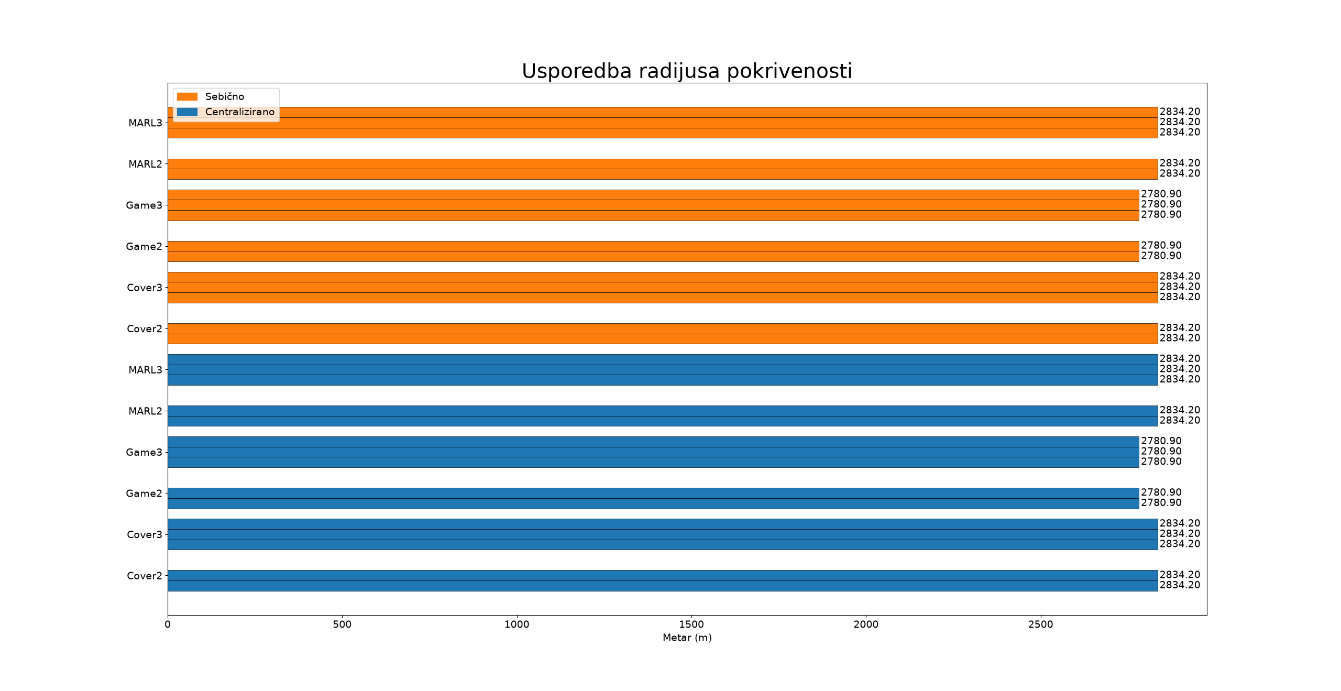 Usporedba radijusa pokrivenosti
Sebično
Centralizirano
MARL3
2834.20
2834.20
2834.20
MARL2
2834.20
2834.20
Game3
2780.90
2780.90
2780.90
Game2
2780.90
2780.90
Cover3
2834.20
2834.20
2834.20
Cover2
2834.20
2834.20
MARL3
2834.20
2834.20
2834.20
MARL2
2834.20
2834.20
Game3
2780.90
2780.90
2780.90
Game2
2780.90
2780.90
Cover3
2834.20
2834.20
2834.20
Cover2
2834.20
2834.20
0 500 1000 1500 2000 2500
Metar (m)